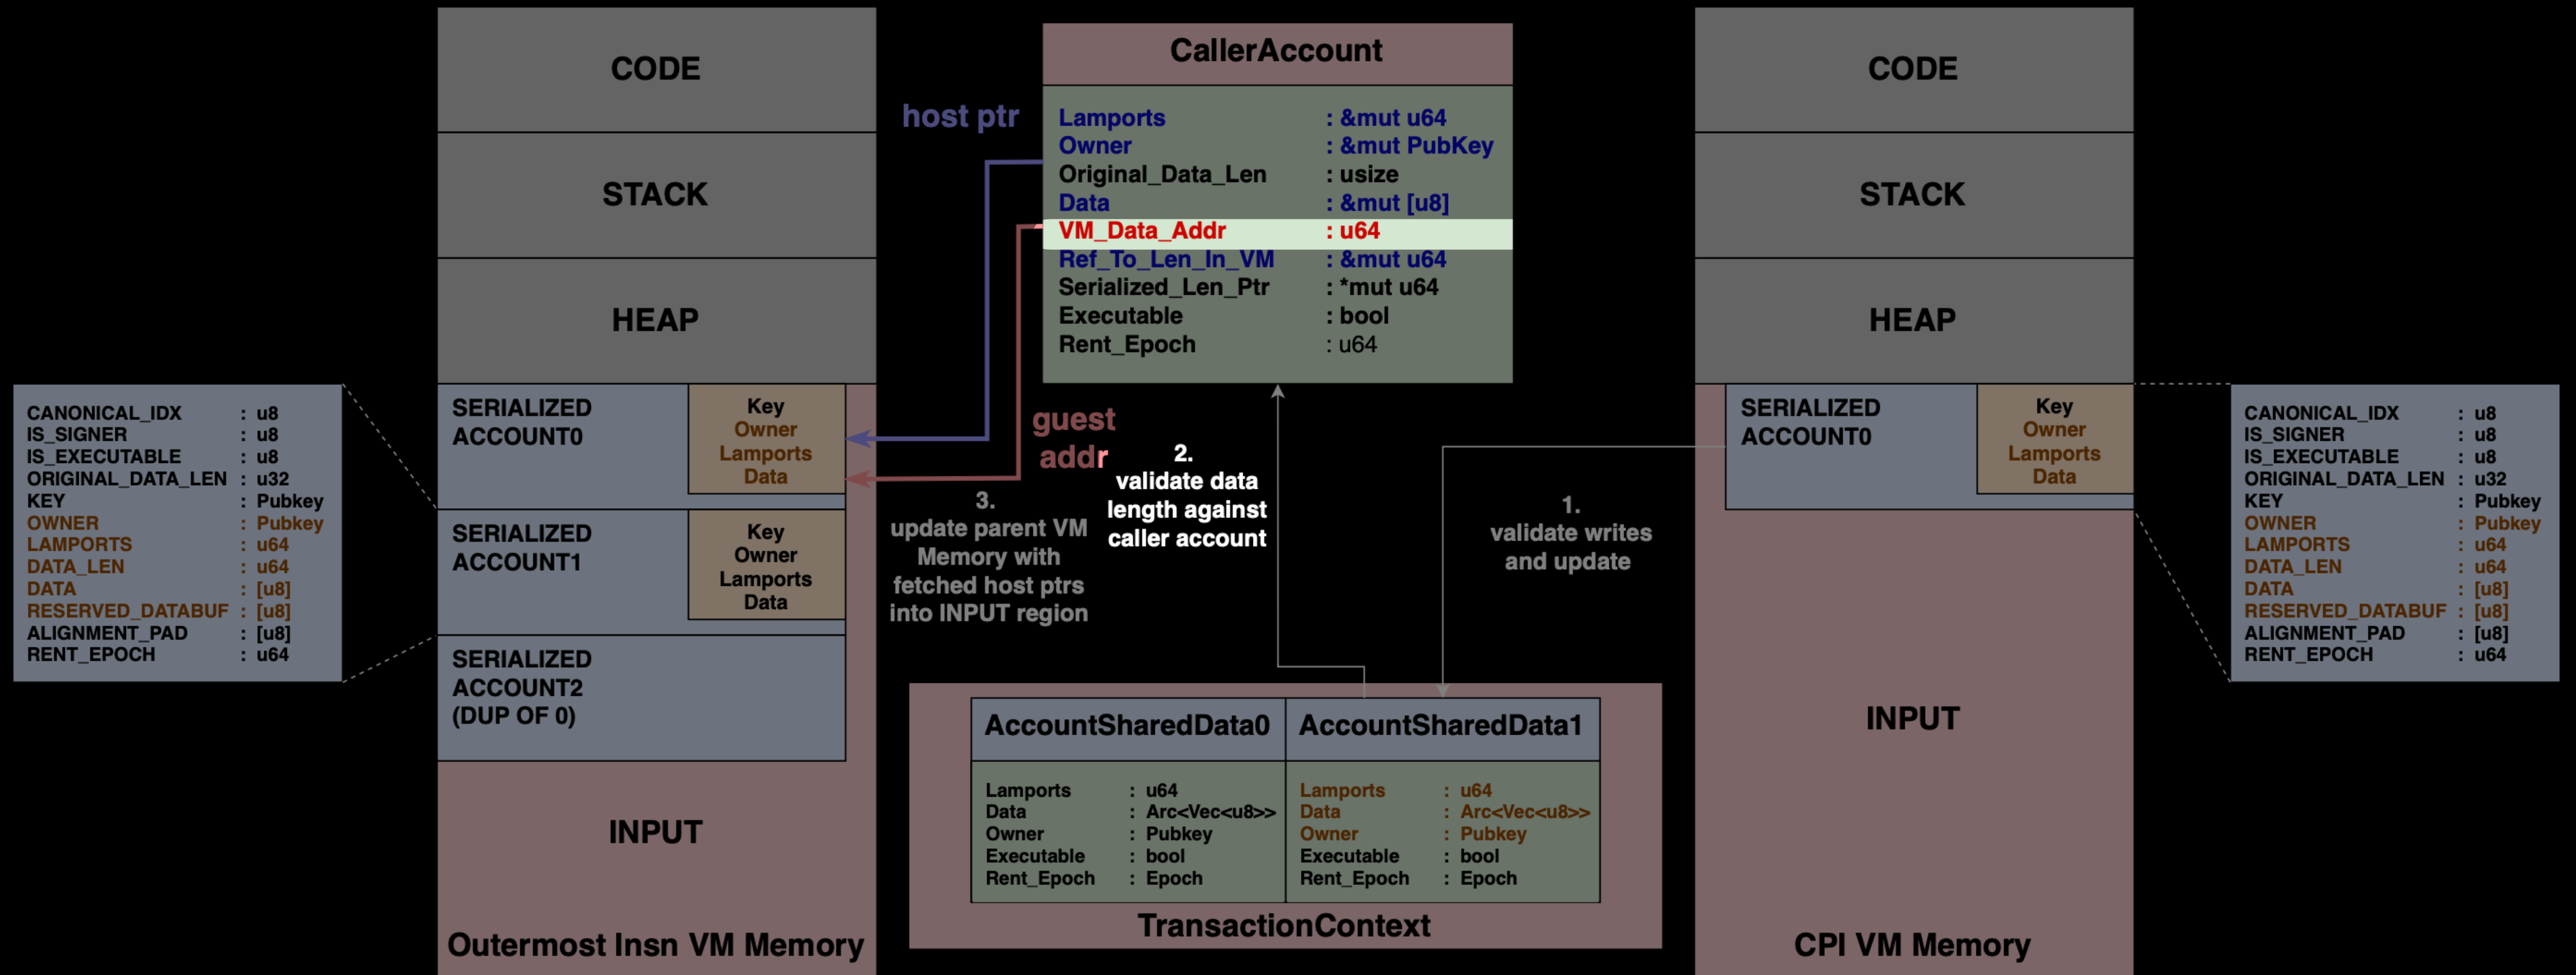 CODE
STACK
HEAP
CANONICAL_IDX : u8
IS_SIGNER : u8
IS_EXECUTABLE : u8
ORIGINAL_DATA_LEN : u32
KEY : Pubkey
OWNER : Pubkey
LAMPORTS : u64
DATA_LEN : u64
DATA : [u8]
RESERVED_DATABUF : [u8]
ALIGNMENT_PAD : [u8]
RENT_EPOCH : u64
SERIALIZED
ACCOUNT0
Key
Owner
Lamports
Data
SERIALIZED
ACCOUNT1
Key
Owner
Lamports
Data
SERIALIZED
ACCOUNT2
(DUP OF 0)
INPUT
Outermost Insn VM Memory
host ptr
guest
addr
CallerAccount
Lamports : &mut u64
Owner : &mut PubKey
Original_Data_Len : usize
Data : &mut [u8]
VM_Data_Addr : u64
Ref_To_Len_In_VM : &mut u64
Serialized_Len_Ptr : *mut u64
Executable : bool
Rent_Epoch : u64
3.
update parent VM
Memory with
fetched host ptrs
into INPUT region
2.
validate data
length against
caller account
1.
validate writes
and update
AccountSharedData0
Lamports : u64
Data : Arc<Vec<u8>>
Owner : Pubkey
Executable : bool
Rent_Epoch : Epoch
AccountSharedData1
Lamports : u64
Data : Arc<Vec<u8>>
Owner : Pubkey
Executable : bool
Rent_Epoch : Epoch
TransactionContext
CODE
STACK
HEAP
SERIALIZED
ACCOUNT0
Key
Owner
Lamports
Data
INPUT
CPI VM Memory
CANONICAL_IDX : u8
IS_SIGNER : u8
IS_EXECUTABLE : u8
ORIGINAL_DATA_LEN : u32
KEY : Pubkey
OWNER : Pubkey
LAMPORTS : u64
DATA_LEN : u64
DATA : [u8]
RESERVED_DATABUF : [u8]
ALIGNMENT_PAD : [u8]
RENT_EPOCH : u64